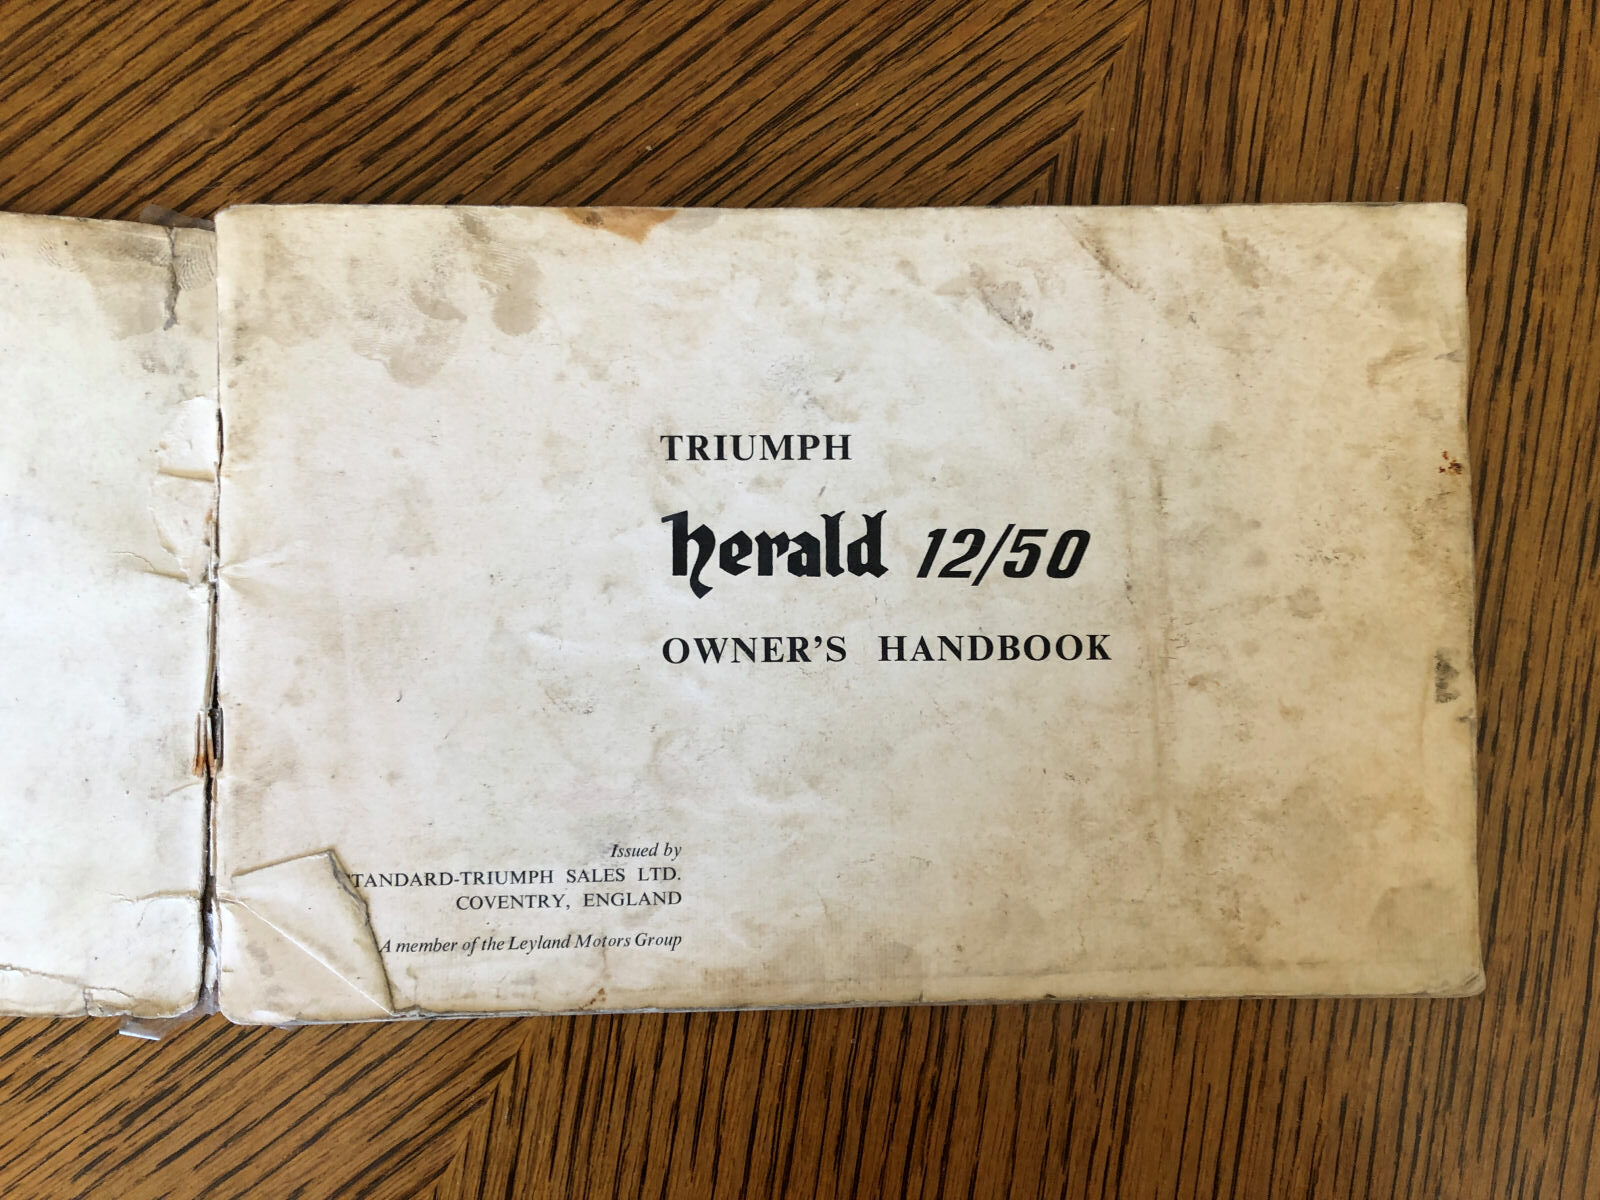 TRIUMPH
herald 12/50
OWNER'S HANDBOOK
Issued by
STANDARD-TRIUMPH SALES LTD.
COVENTRY, ENGLAND
A member of the Leyland Motors Group